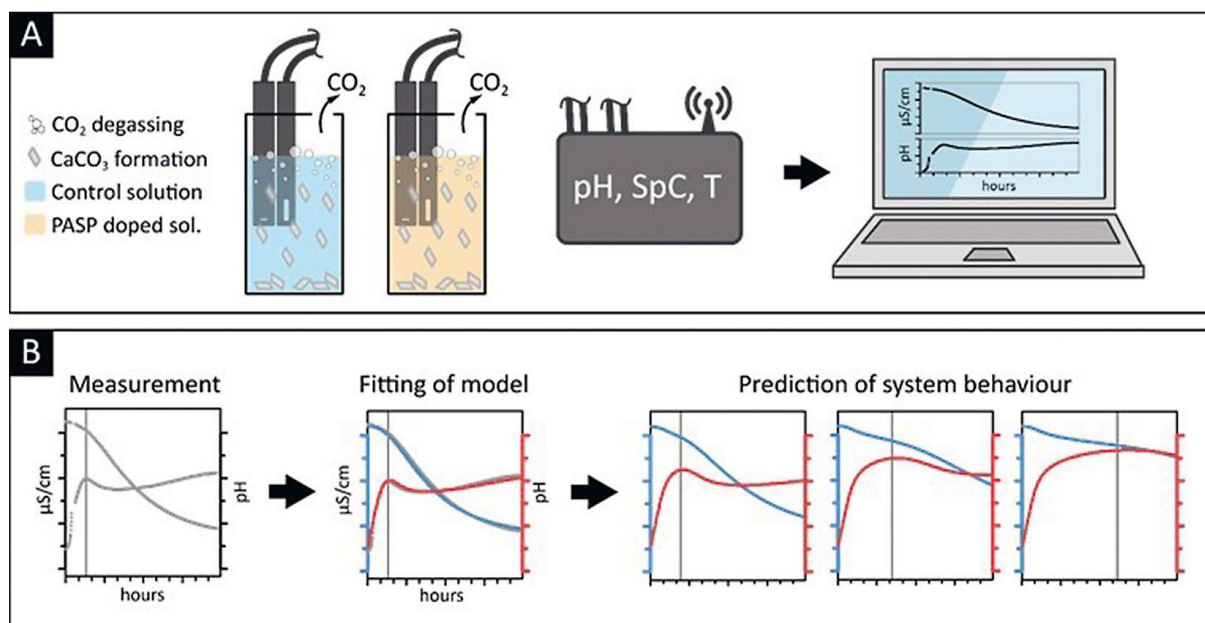 A
CO₂
CO₂
CO₂ degassing
CaCO₃ formation
Control solution
PASP doped sol.
pH, SpC, T
µS/cm
pH
hours
B
Measurement
Fitting of model
Prediction of system behaviour
µS/cm
pH
µS/cm
pH
hours
hours